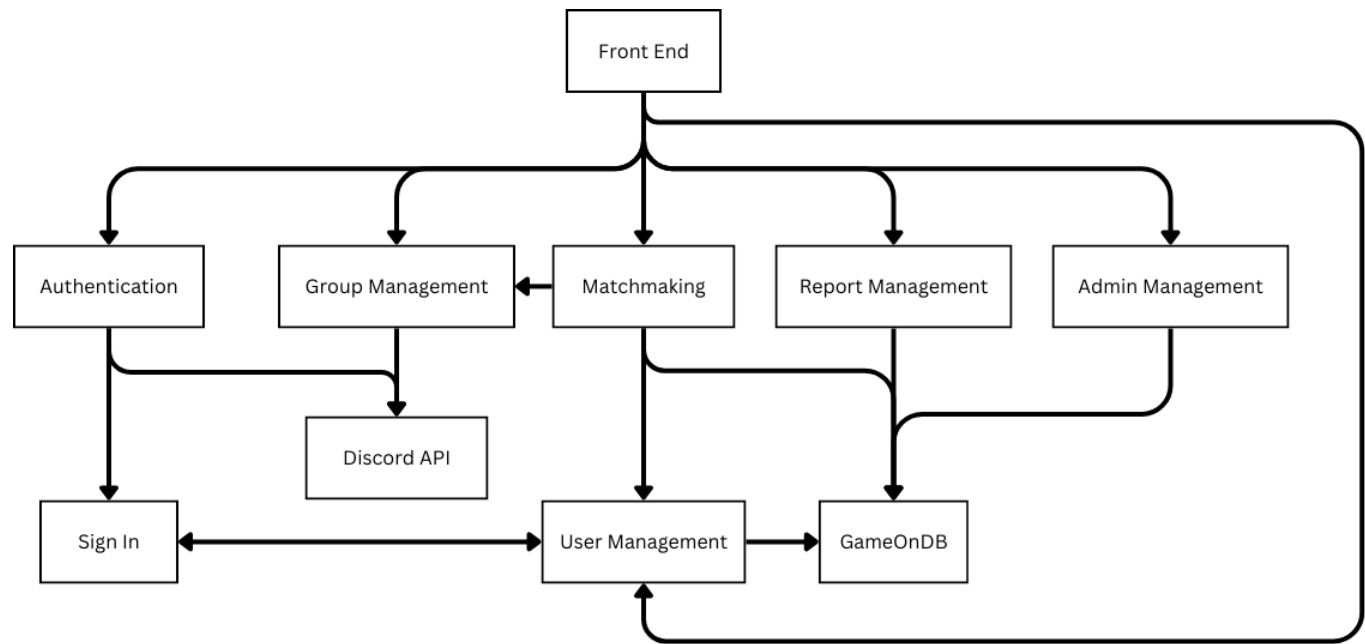 Front End
Authentication
Group Management
Matchmaking
Report Management
Admin Management
Discord API
Sign In
User Management
GameOnDB